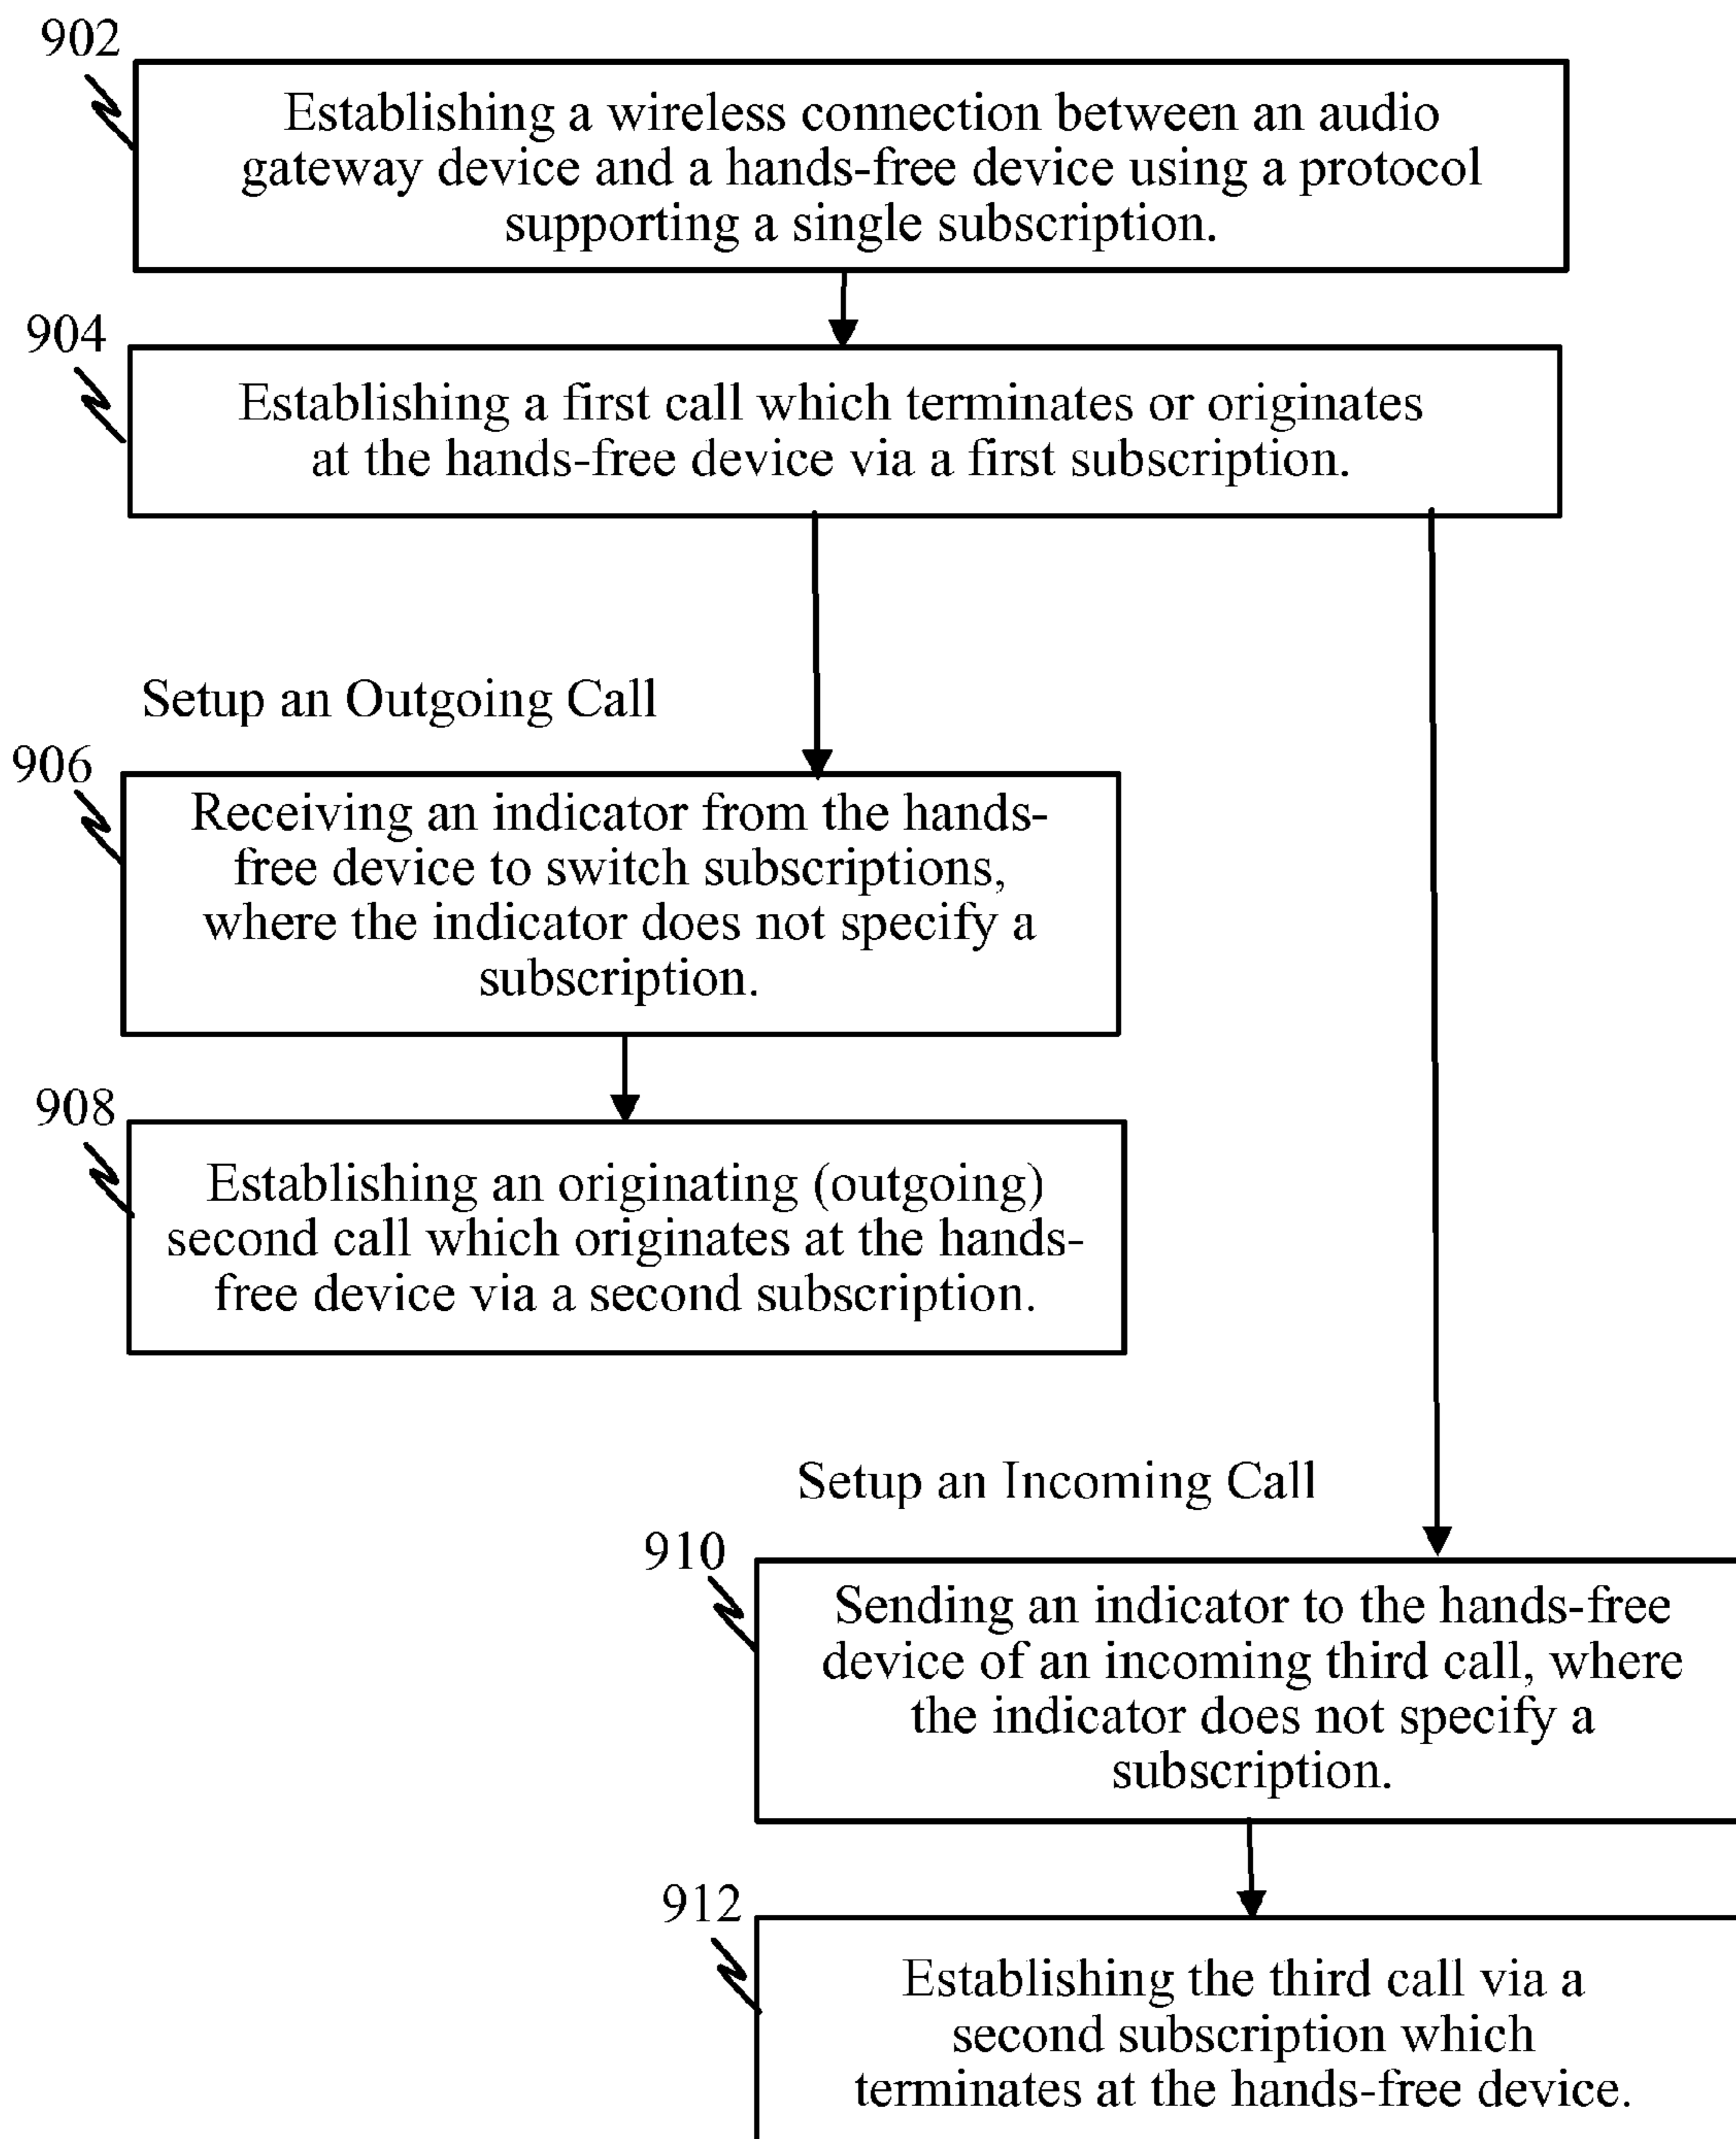 902
Establishing a wireless connection between an audio
gateway device and a hands-free device using a protocol
supporting a single subscription.
904
Establishing a first call which terminates or originates
at the hands-free device via a first subscription.
Setup an Outgoing Call
906
Receiving an indicator from the hands-
free device to switch subscriptions,
where the indicator does not specify a
subscription.
908
Establishing an originating (outgoing)
second call which originates at the hands-
free device via a second subscription.
Setup an Incoming Call
910
Sending an indicator to the hands-free
device of an incoming third call, where
the indicator does not specify a
subscription.
912
Establishing the third call via a
second subscription which
terminates at the hands-free device.